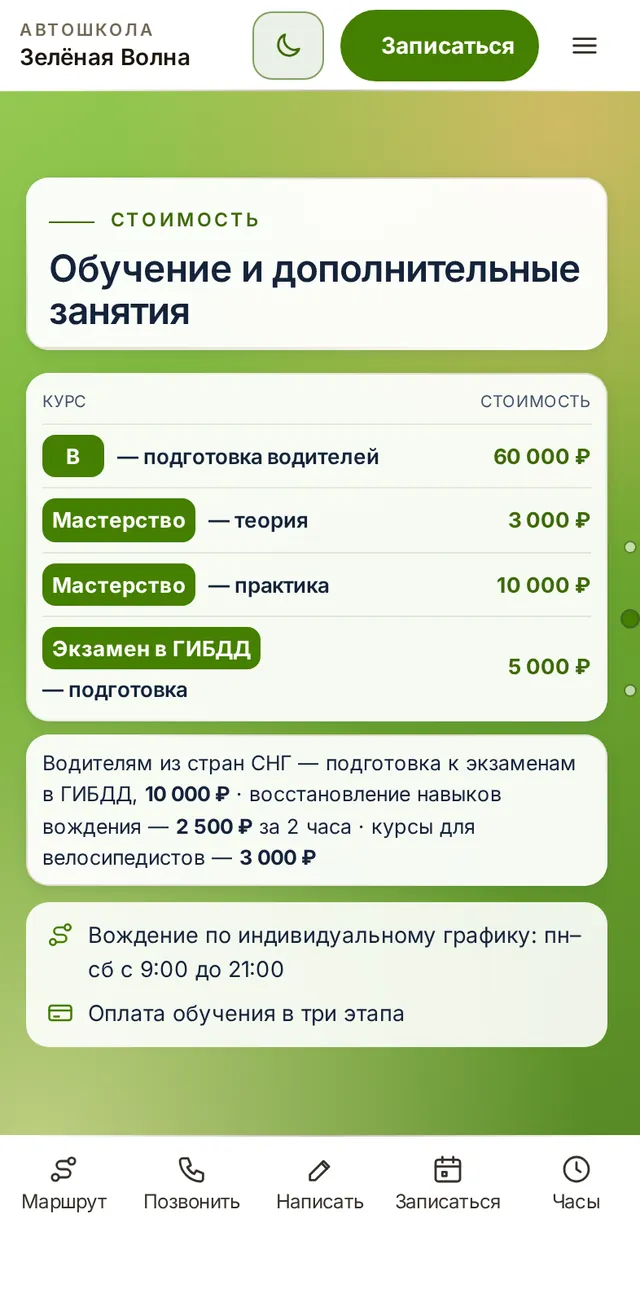 АВТОШКОЛА
Зелёная Волна
Записаться
СТОИМОСТЬ
Обучение и дополнительные
занятия
КУРС СТОИМОСТЬ
B — подготовка водителей 60 000 ₽
Мастерство — теория 3 000 ₽
Мастерство — практика 10 000 ₽
Экзамен в ГИБДД
— подготовка 5 000 ₽
Водителям из стран СНГ — подготовка к экзаменам
в ГИБДД, 10 000 ₽ · восстановление навыков
вождения — 2 500 ₽ за 2 часа · курсы для
велосипедистов — 3 000 ₽
Вождение по индивидуальному графику: пн–
сб с 9:00 до 21:00
Оплата обучения в три этапа
Маршрут Позвонить Написать Записаться Часы